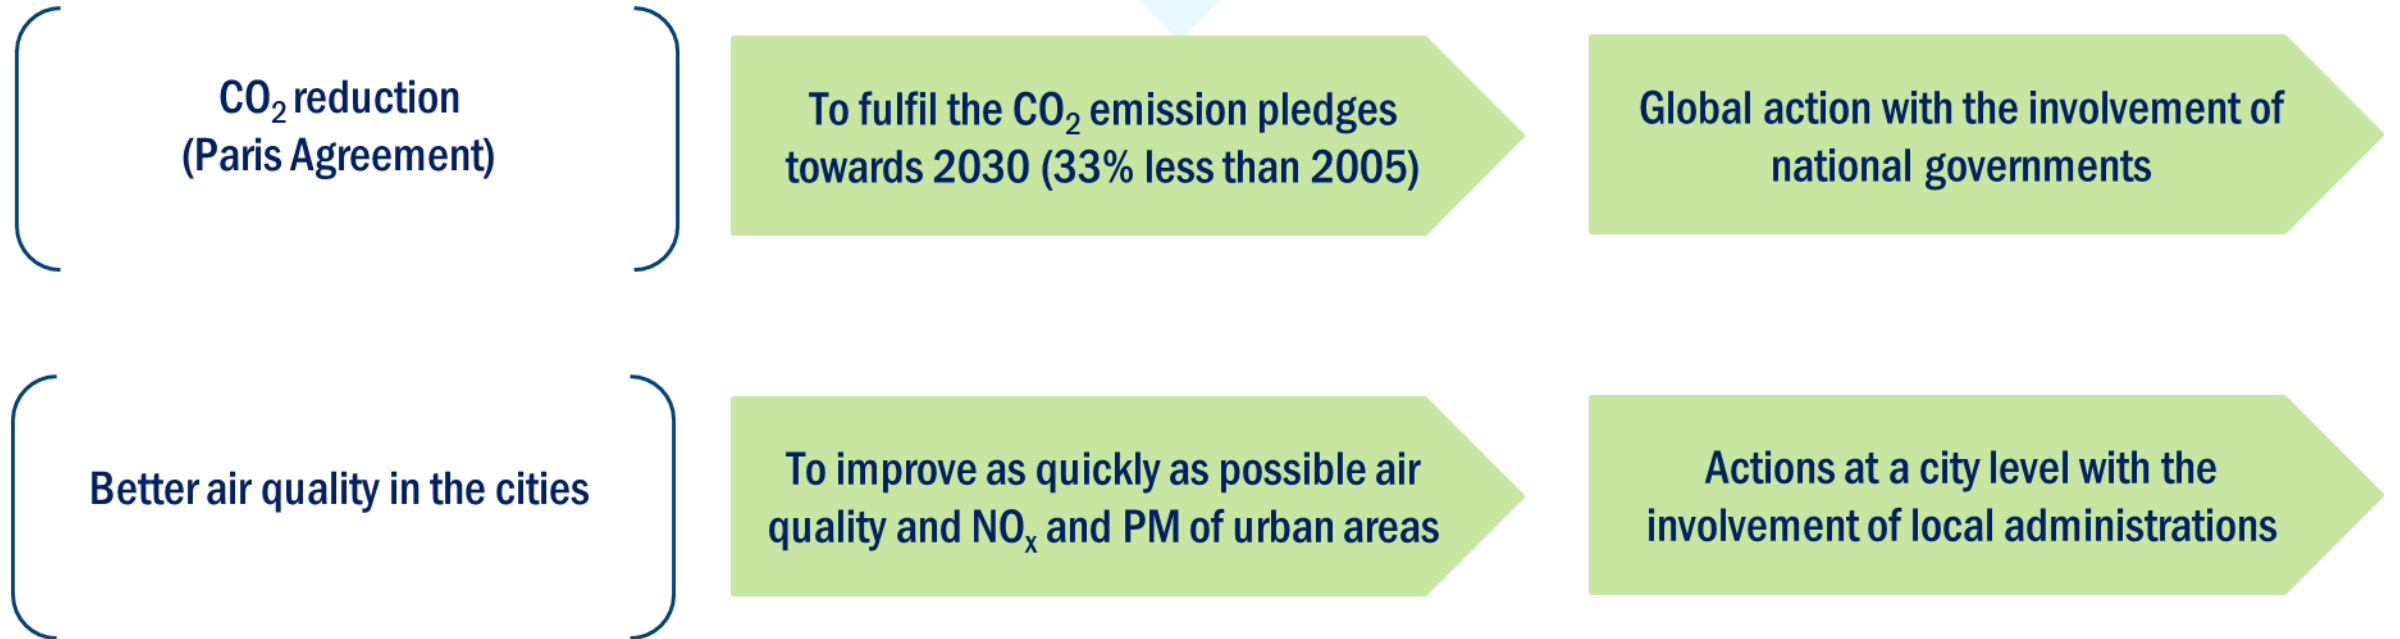 CO₂ reduction
(Paris Agreement)
To fulfil the CO₂ emission pledges
towards 2030 (33% less than 2005)
Global action with the involvement of
national governments
Better air quality in the cities
To improve as quickly as possible air
quality and NOₓ and PM of urban areas
Actions at a city level with the
involvement of local administrations